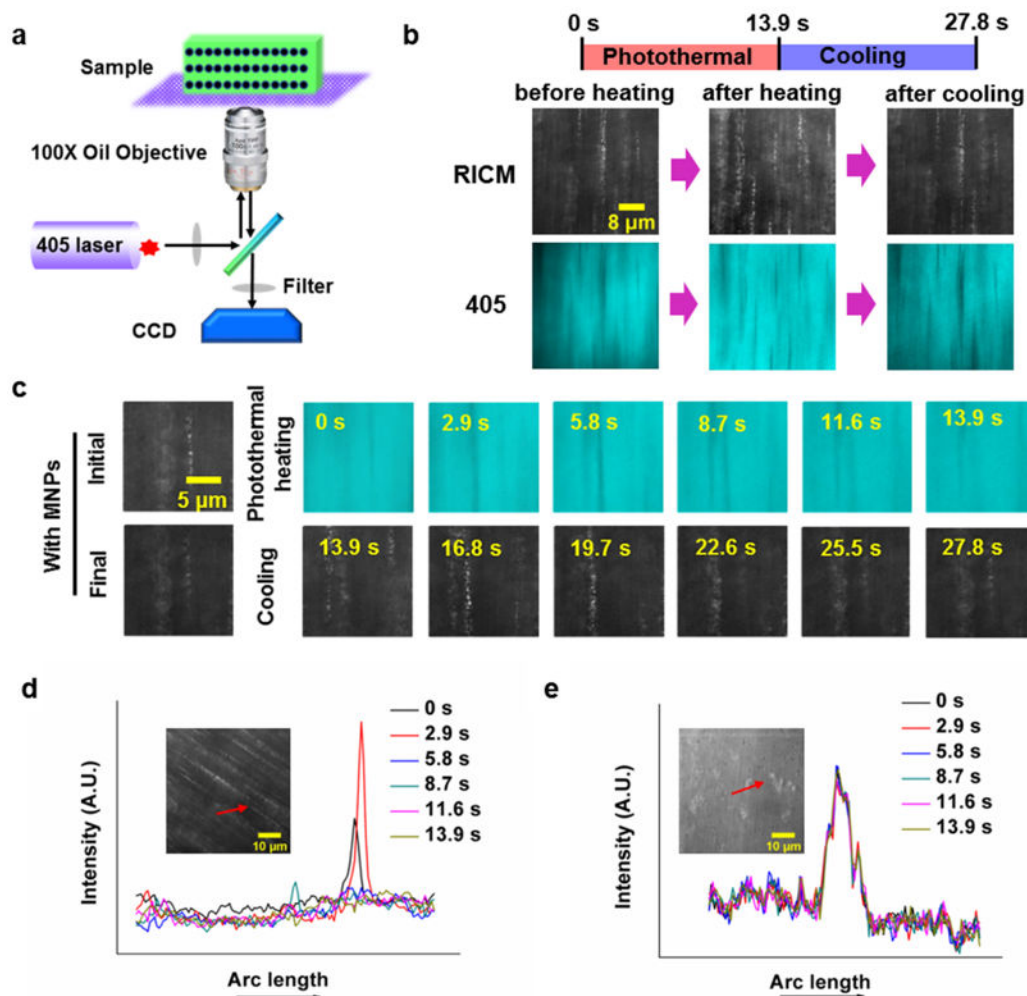 a
Sample
100X Oil Objective
405 laser
Filter
CCD
b
0 s 13.9 s 27.8 s
Photothermal Cooling
before heating after heating after cooling
RICM
8 µm
405
c
With MNPs
Initial
5 µm
Photothermal heating
0 s 2.9 s 5.8 s 8.7 s 11.6 s 13.9 s
Final
Cooling
13.9 s 16.8 s 19.7 s 22.6 s 25.5 s 27.8 s
d
Intensity (A.U.)
10 µm
0 s
2.9 s
5.8 s
8.7 s
11.6 s
13.9 s
Arc length
e
Intensity (A.U.)
10 µm
0 s
2.9 s
5.8 s
8.7 s
11.6 s
13.9 s
Arc length